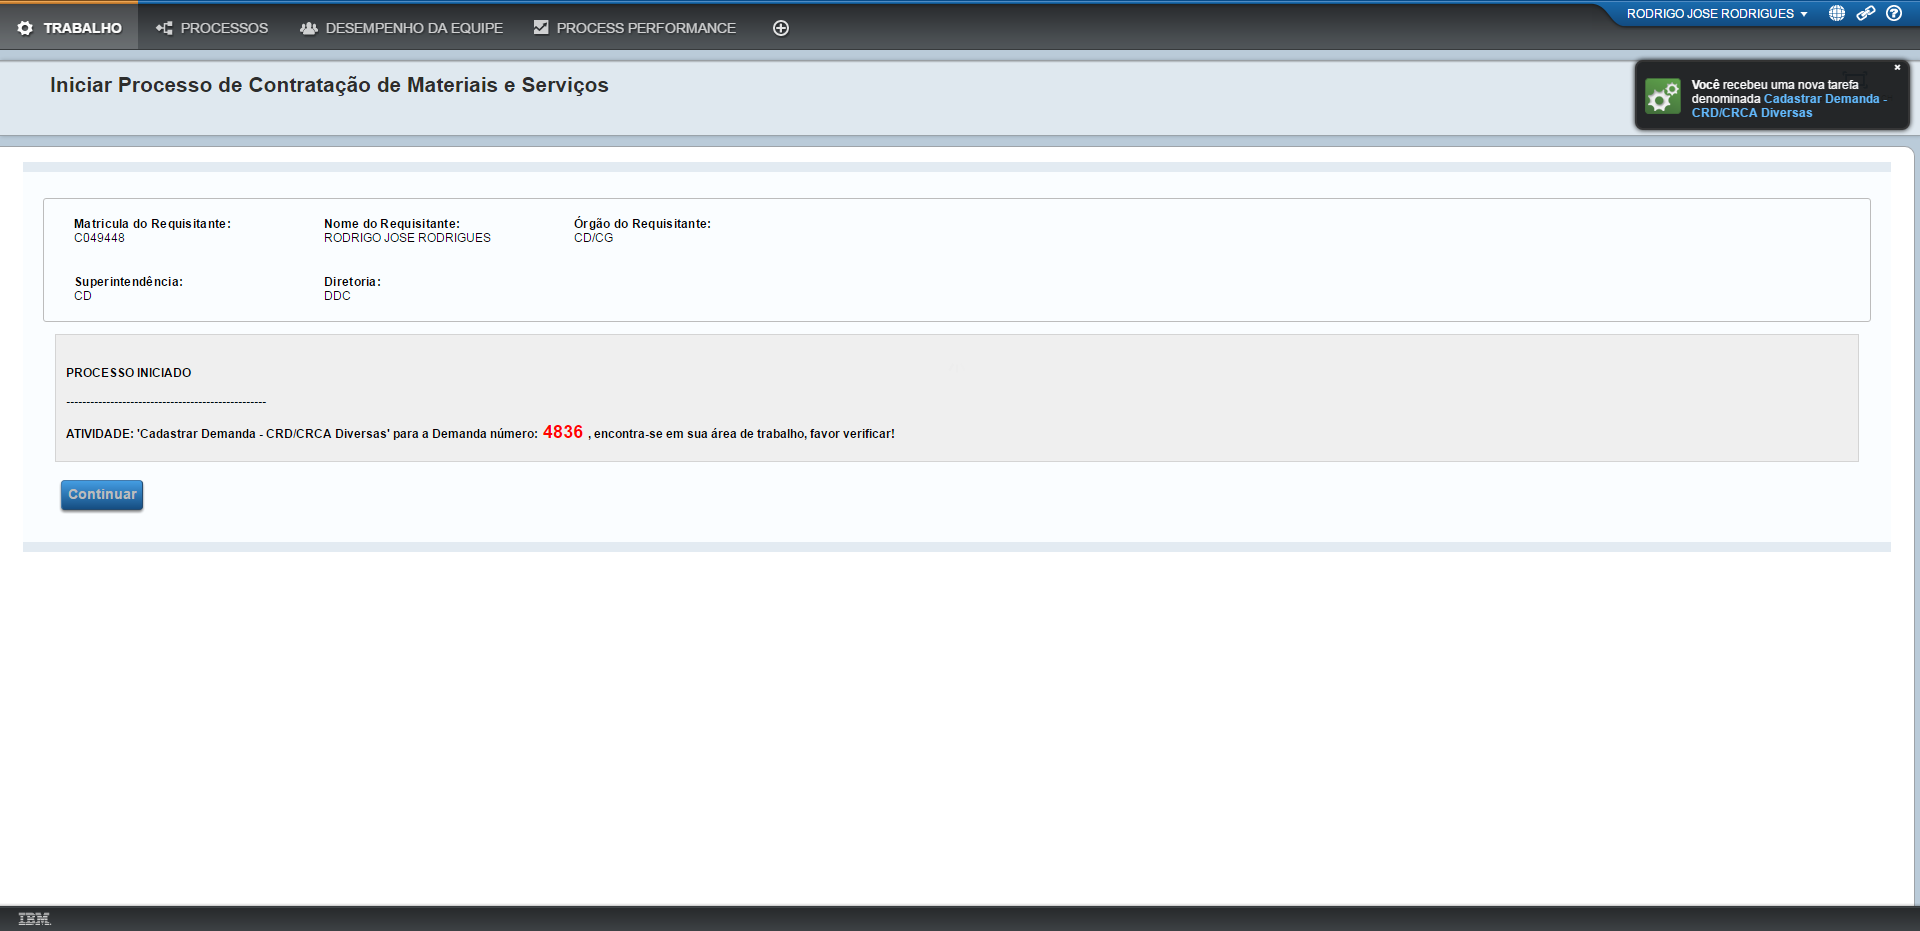 TRABALHO PROCESSOS DESEMPENHO DA EQUIPE PROCESS PERFORMANCE RODRIGO JOSE RODRIGUES
Iniciar Processo de Contratação de Materiais e Serviços
Você recebeu uma nova tarefa
denominada Cadastrar Demanda -
CRD/CRCA Diversas
Matricula do Requisitante: Nome do Requisitante: Órgão do Requisitante:
C049448 RODRIGO JOSE RODRIGUES CD/CG
Superintendência: Diretoria:
CD DDC
PROCESSO INICIADO
--------------------------------------------------
ATIVIDADE: 'Cadastrar Demanda - CRD/CRCA Diversas' para a Demanda número: 4836 , encontra-se em sua área de trabalho, favor verificar!
Continuar
IBM.